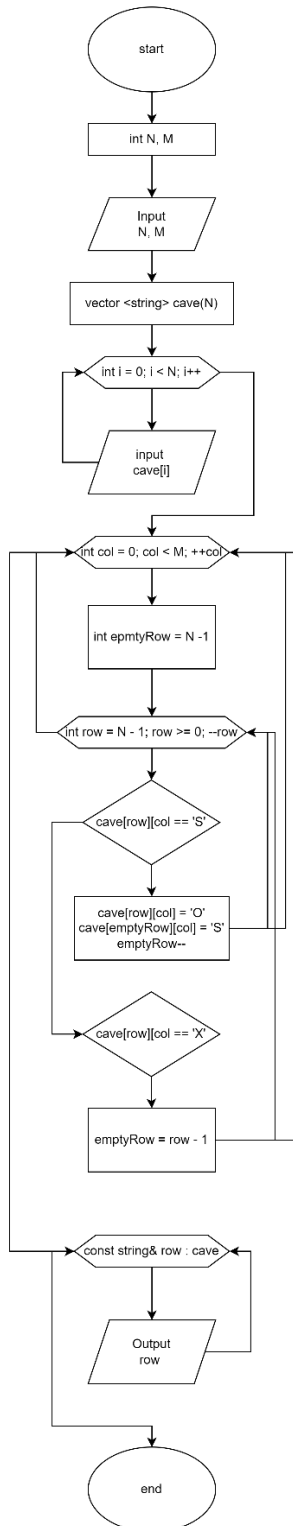 start
int N, M
Input
N, M
vector <string> cave(N)
int i = 0; i < N; i++
input
cave[i]
int col = 0; col < M; ++col
int epmtyRow = N -1
int row = N - 1; row >= 0; --row
cave[row][col == 'S'
cave[row][col] = 'O'
cave[emptyRow][col] = 'S'
emptyRow--
cave[row][col == 'X'
emptyRow = row - 1
const string& row : cave
Output
row
end